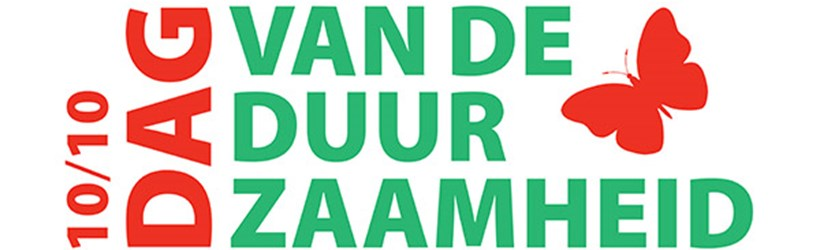 10/10
DAG
VAN DE
DUUR
ZAAMHEID